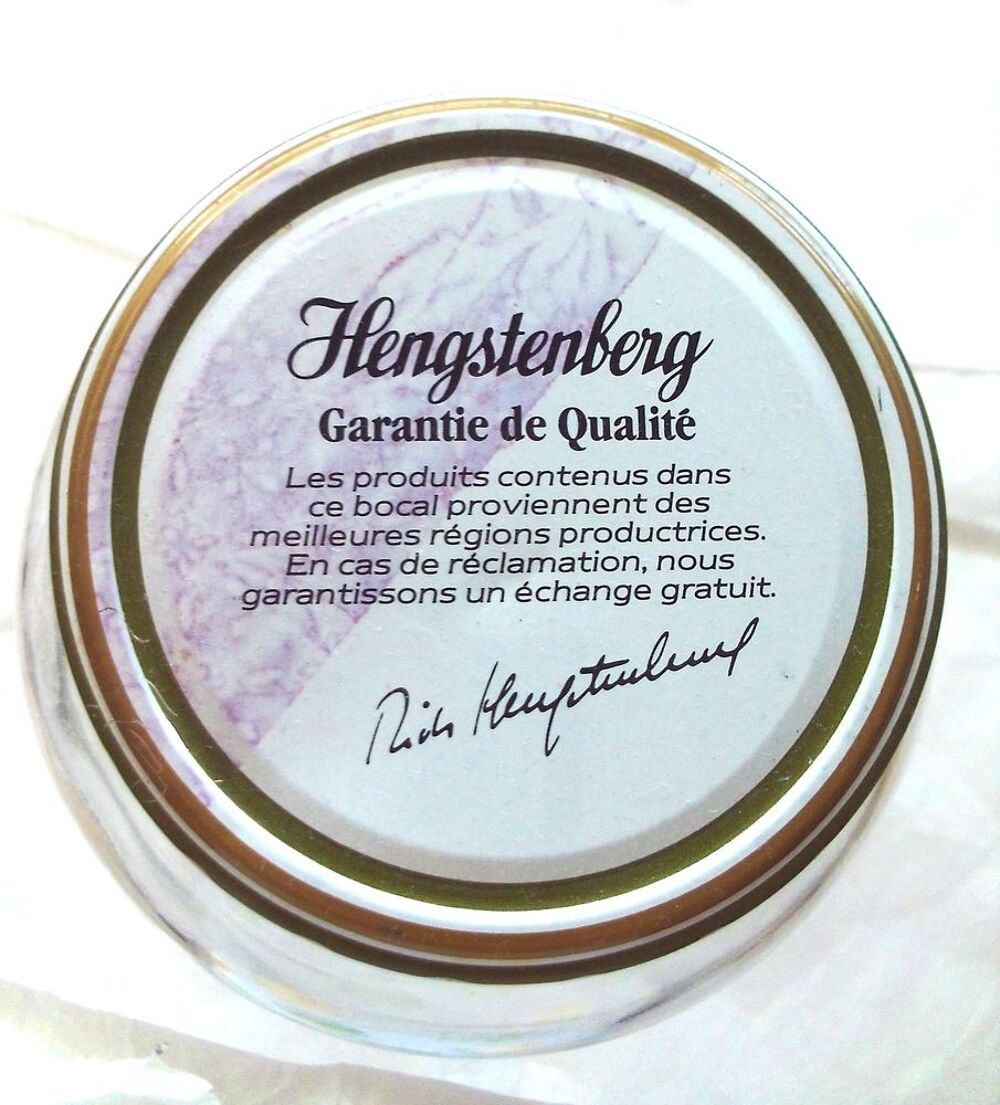 Hengstenberg
Garantie de Qualité
Les produits contenus dans
ce bocal proviennent des
meilleures régions productrices.
En cas de réclamation, nous
garantissons un échange gratuit.
Hengstenberg